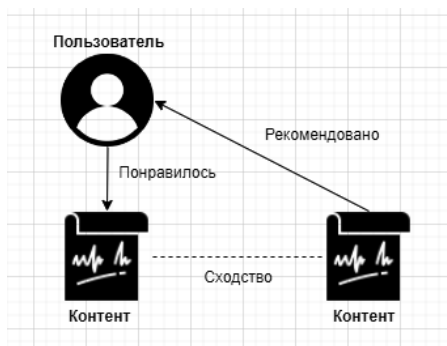 Пользователь
Рекомендовано
Понравилось
Сходство
Контент
Контент